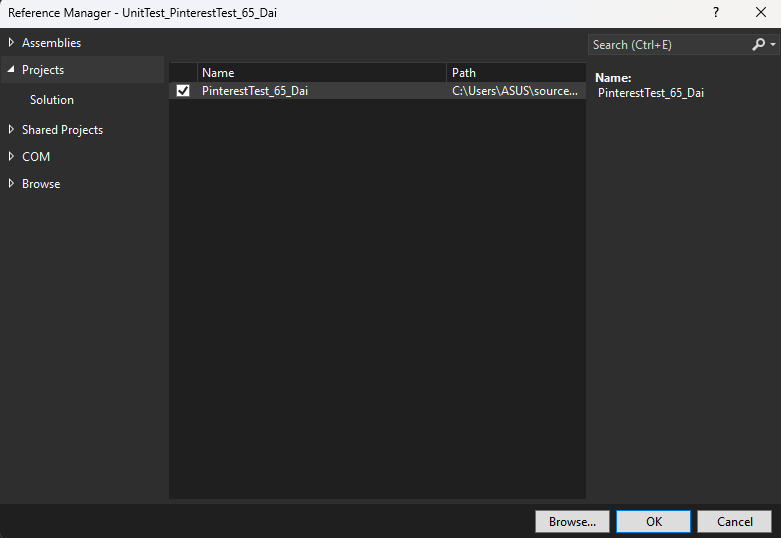 Reference Manager - UnitTest_PinterestTest_65_Dai
Assemblies
Search (Ctrl+E)
Projects
Name
Path
Name:
Solution
PinterestTest_65_Dai
C:\Users\ASUS\source...
PinterestTest_65_Dai
Shared Projects
COM
Browse
Browse...
OK
Cancel